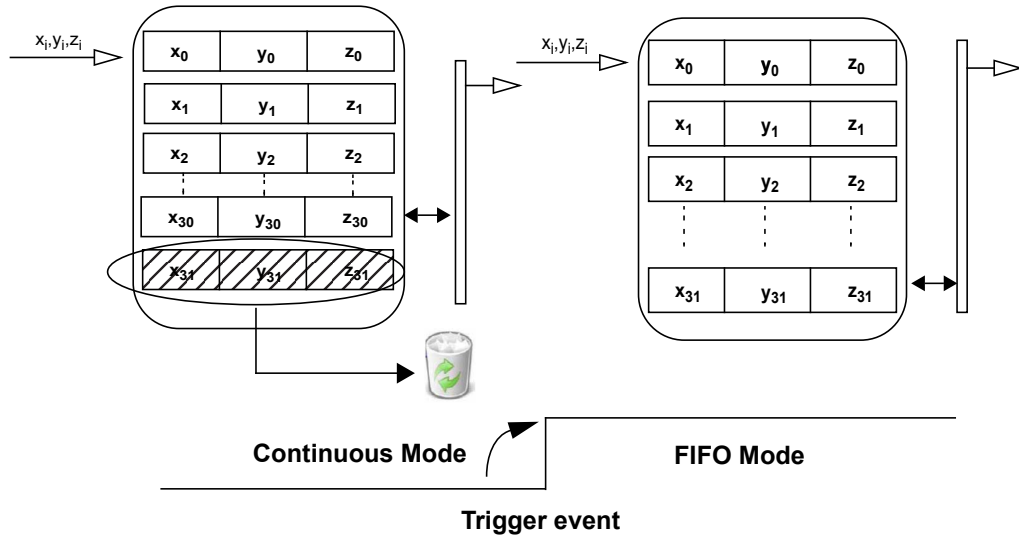 xᵢ,yᵢ,zᵢ
x₀ y₀ z₀
x₁ y₁ z₁
x₂ y₂ z₂
x₃₀ y₃₀ z₃₀
x₃₁ y₃₁ z₃₁
xᵢ,yᵢ,zᵢ
x₀ y₀ z₀
x₁ y₁ z₁
x₂ y₂ z₂
x₃₁ y₃₁ z₃₁
Continuous Mode
FIFO Mode
Trigger event